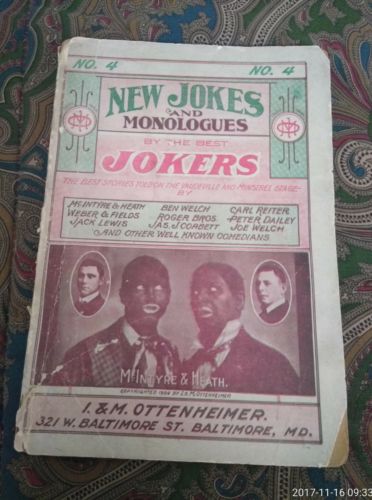 NO. 4 NO. 4
NEW JOKES
AND
MONOLOGUES
BY THE BEST
JOKERS
THE BEST STORIES TOLD ON THE VAUDEVILLE AND MINSTREL STAGE
BY
McINTYRE & HEATH BEN WELCH CARL REITER
WEBER & FIELDS ROGER BROS. PETER DAILEY
JACK LEWIS JAS. J. CORBETT JOE WELCH
AND OTHER WELL KNOWN COMEDIANS
McINTYRE & HEATH.
COPYRIGHTED BY I.& M. OTTENHEIMER
I. & M. OTTENHEIMER.
321 W. BALTIMORE ST. BALTIMORE, MD.
2017-11-16 09:33